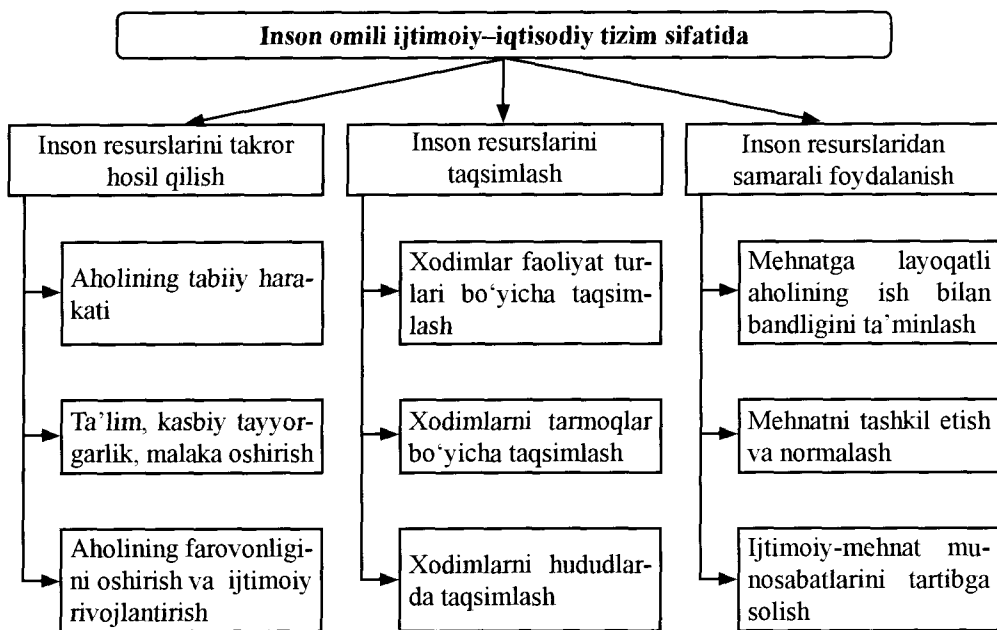 Inson omili ijtimoiy–iqtisodiy tizim sifatida
Inson resurslarini takror
hosil qilish
Aholining tabiiy hara-
kati
Ta’lim, kasbiy tayyor-
garlik, malaka oshirish
Aholining farovonligi-
ni oshirish va ijtimoiy
rivojlantirish
Inson resurslarini
taqsimlash
Xodimlar faoliyat tur-
lari bo‘yicha taqsim-
lash
Xodimlarni tarmoqlar
bo‘yicha taqsimlash
Xodimlarni hududlar-
da taqsimlash
Inson resurslaridan
samarali foydalanish
Mehnatga layoqatli
aholining ish bilan
bandligini ta’minlash
Mehnatni tashkil etish
va normalash
Ijtimoiy-mehnat mu-
nosabatlarini tartibga
solish